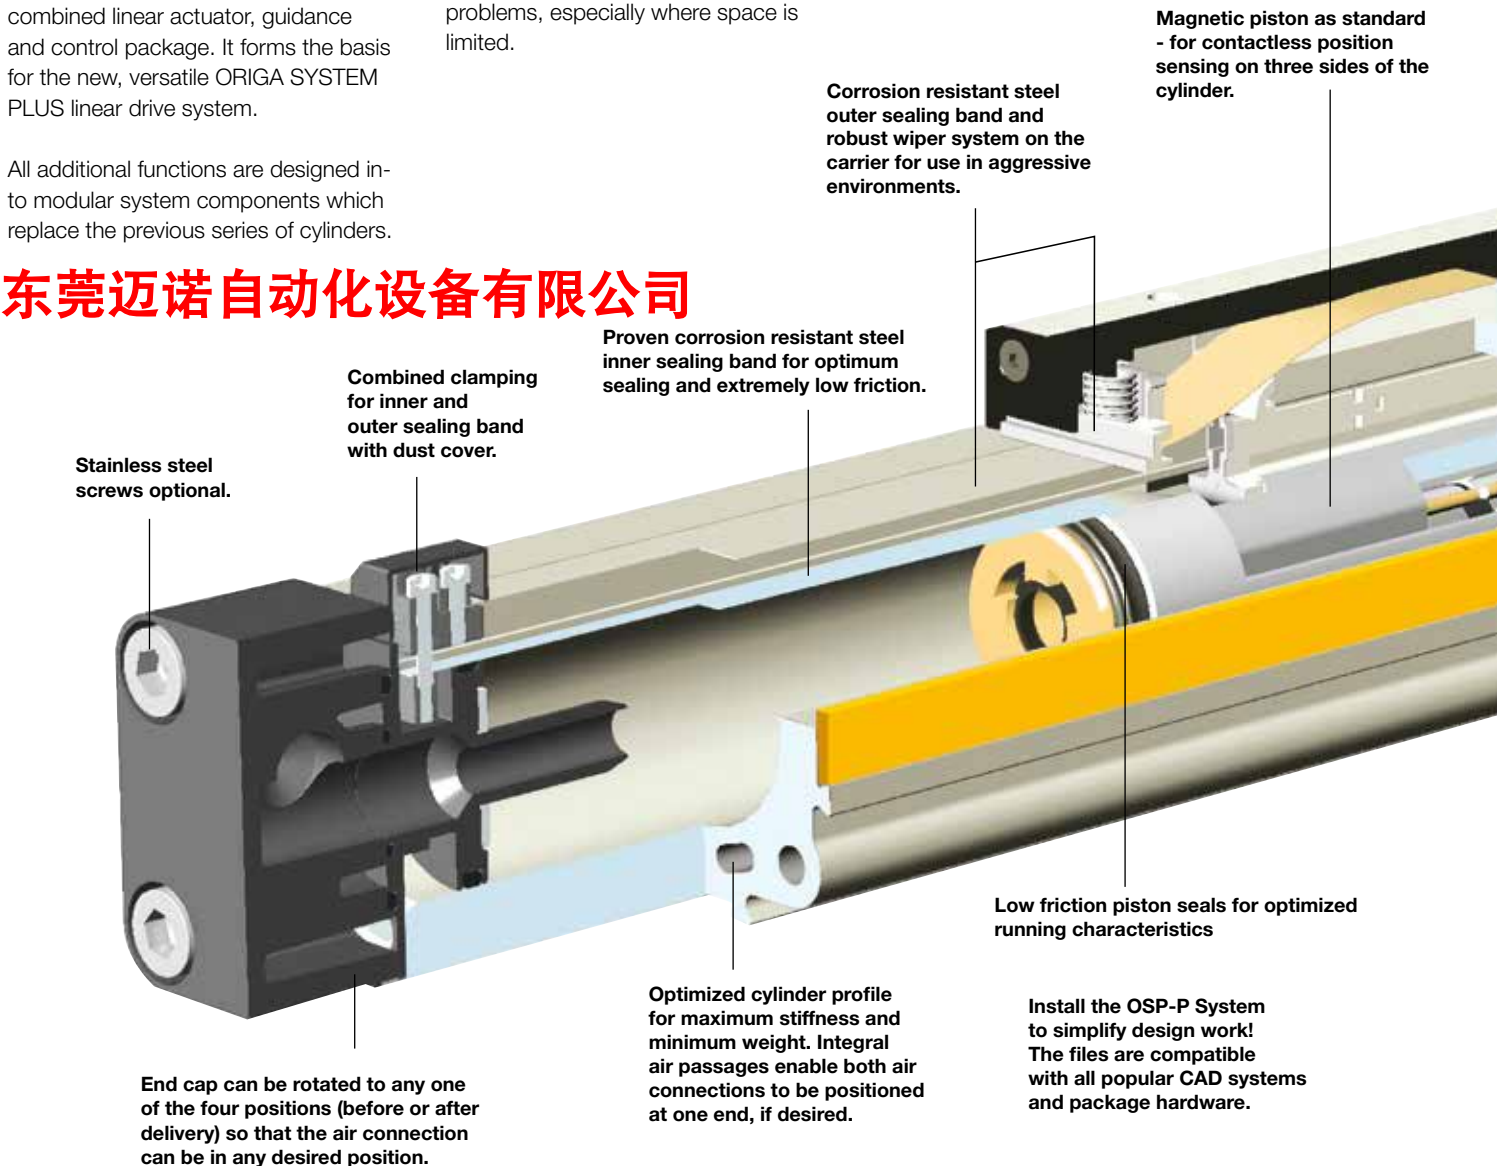 combined linear actuator, guidance
and control package. It forms the basis
for the new, versatile ORIGA SYSTEM
PLUS linear drive system.
All additional functions are designed in-
to modular system components which
replace the previous series of cylinders.
problems, especially where space is
limited.
东莞迈诺自动化设备有限公司
Magnetic piston as standard
- for contactless position
sensing on three sides of the
cylinder.
Corrosion resistant steel
outer sealing band and
robust wiper system on the
carrier for use in aggressive
environments.
Proven corrosion resistant steel
inner sealing band for optimum
sealing and extremely low friction.
Combined clamping
for inner and
outer sealing band
with dust cover.
Stainless steel
screws optional.
Low friction piston seals for optimized
running characteristics
Optimized cylinder profile
for maximum stiffness and
minimum weight. Integral
air passages enable both air
connections to be positioned
at one end, if desired.
Install the OSP-P System
to simplify design work!
The files are compatible
with all popular CAD systems
and package hardware.
End cap can be rotated to any one
of the four positions (before or after
delivery) so that the air connection
can be in any desired position.